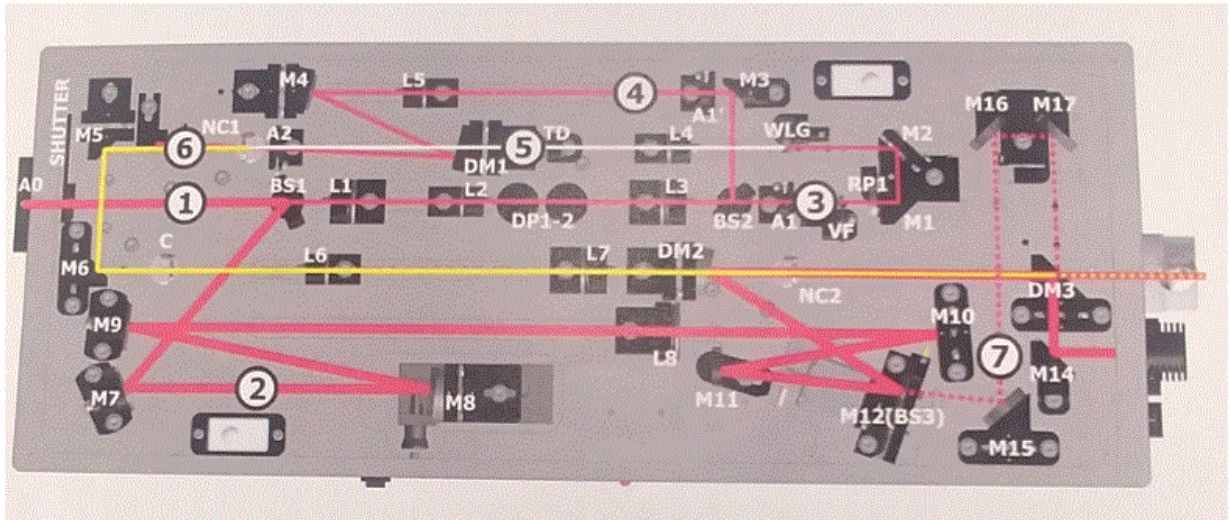 SHUTTER
M4
L5
4
M3
A1'
M16
M17
M5
NC1
A2
6
DM1
5
TD
L4
WLG
M2
A0
1
BS1
L1
L2
DP1-2
L3
BS2
A1
3
VF
RP1
M1
C
M6
L6
L7
DM2
NC2
DM3
M9
L8
M10
7
M7
2
M8
M11
M12(BS3)
M14
M15